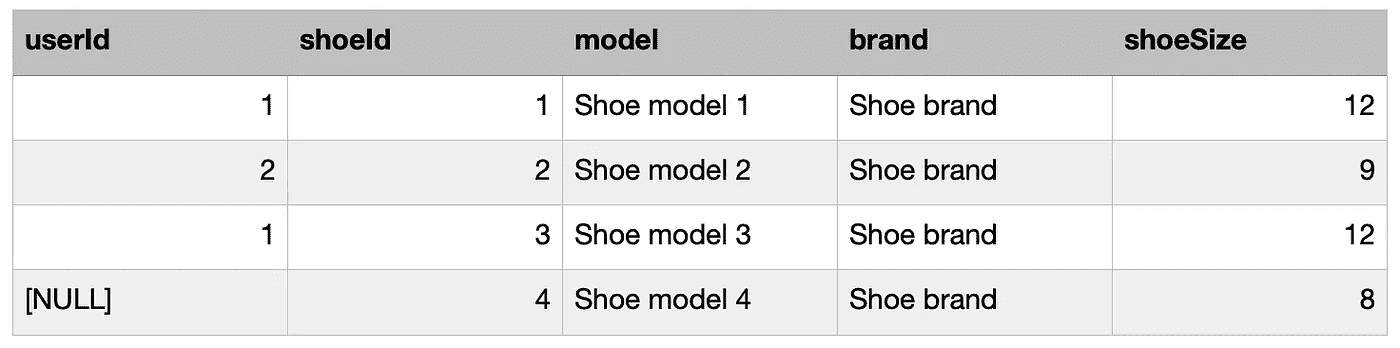 userId shoeId model brand shoeSize
1 1 Shoe model 1 Shoe brand 12
2 2 Shoe model 2 Shoe brand 9
1 3 Shoe model 3 Shoe brand 12
[NULL] 4 Shoe model 4 Shoe brand 8